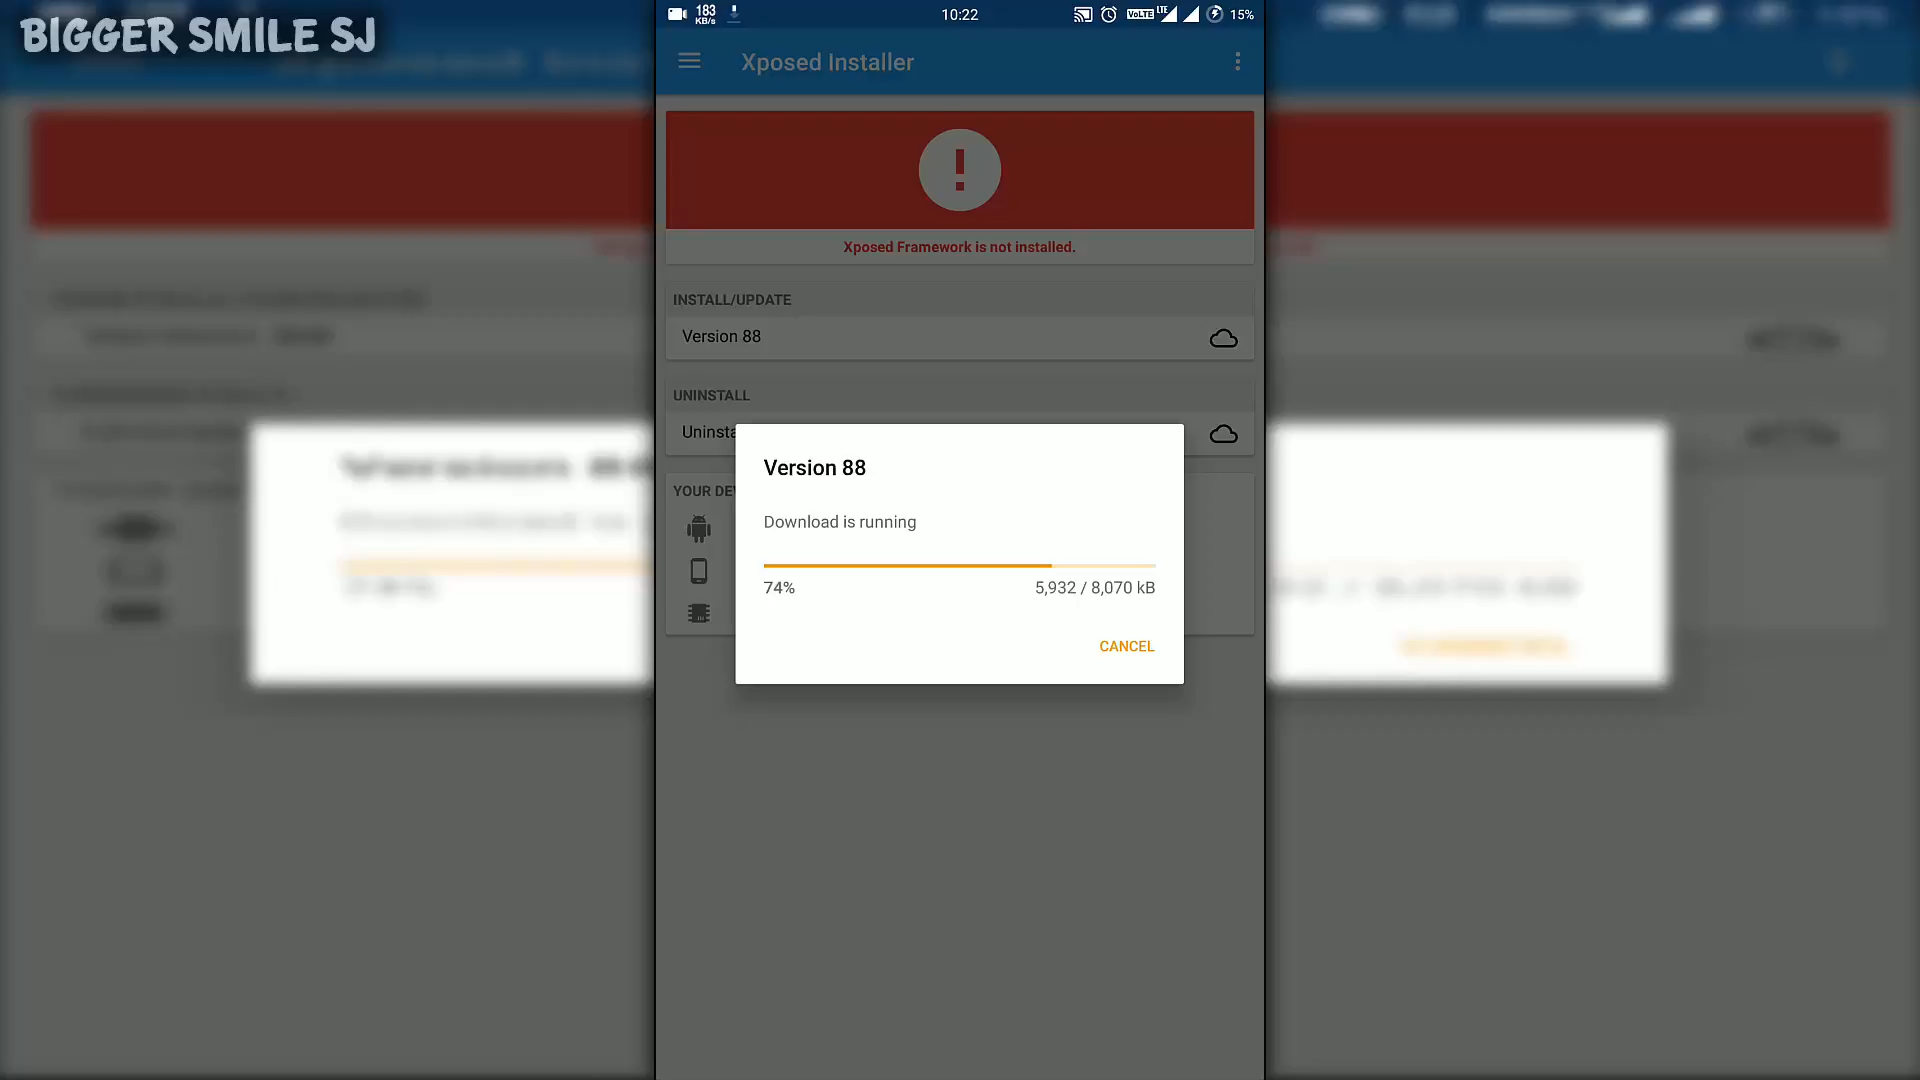 BIGGER SMILE SJ
183 KB/s
10:22
VoLTE LTE
15%
Xposed Installer
Xposed Framework is not installed.
INSTALL/UPDATE
Version 88
UNINSTALL
Uninsta
YOUR DEV
Version 88
Download is running
74%
5,932 / 8,070 kB
CANCEL